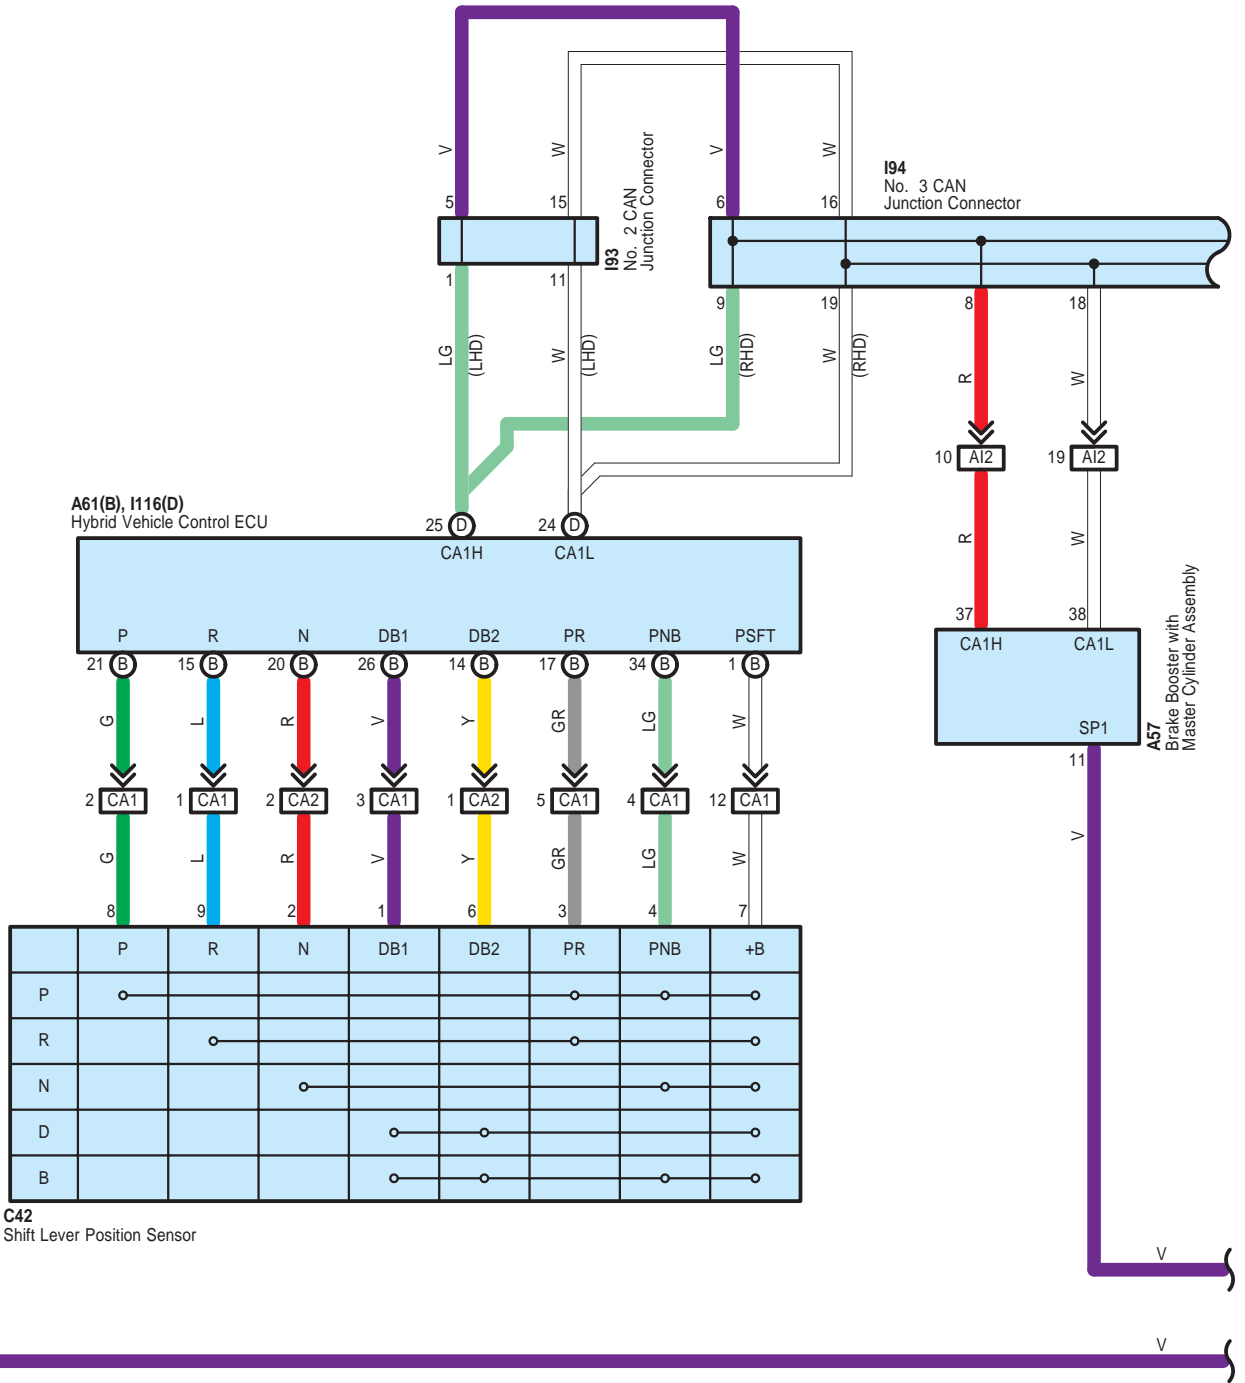 V
W
V
W
5
15
6
16
I93
No. 2 CAN
Junction Connector
I94
No. 3 CAN
Junction Connector
1
11
9
19
8
18
LG
(LHD)
W
(LHD)
LG
(RHD)
W
(RHD)
R
W
10 AI2
19 AI2
R
W
A61(B), I116(D)
Hybrid Vehicle Control ECU
25 D
24 D
CA1H
CA1L
P
R
N
DB1
DB2
PR
PNB
PSFT
21 B
15 B
20 B
26 B
14 B
17 B
34 B
1 B
37
38
CA1H
CA1L
SP1
11
A57
Brake Booster with
Master Cylinder Assembly
G
L
R
V
Y
GR
LG
W
2 CA1
1 CA1
2 CA2
3 CA1
1 CA2
5 CA1
4 CA1
12 CA1
G
L
R
V
Y
GR
LG
W
V
8
9
2
1
6
3
4
7
P
R
N
DB1
DB2
PR
PNB
+B
P
R
N
D
B
C42
Shift Lever Position Sensor
V
V